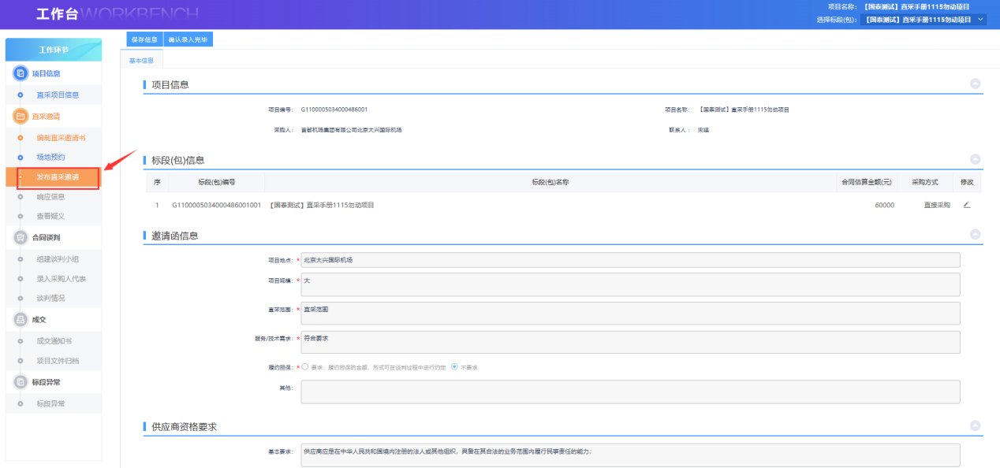 工作台WORKBENCH
项目名称: 【国泰测试】直采手册1115勿动项目
选择标段(包): 【国泰测试】直采手册1115勿动项目
工作环节
项目信息
直采项目信息
直采邀请
编制直采邀请书
场地预约
发布直采邀请
响应信息
查看疑义
合同谈判
组建谈判小组
录入采购人代表
谈判情况
成交
成交通知书
项目文件归档
标段异常
标段异常
保存信息 确认录入完毕
基本信息
项目信息
项目编号: G1100005034000486001 项目名称: 【国泰测试】直采手册1115勿动项目
采购人: 首都机场集团有限公司北京大兴国际机场 联系人: 宋琪
标段(包)信息
序 标段(包)编号 标段(包)名称 合同估算金额(元) 采购方式 修改
1 G1100005034000486001001 【国泰测试】直采手册1115勿动项目 60000 直接采购
邀请函信息
项目地点: * 北京大兴国际机场
项目规模: * 大
直采范围: * 直采范围
服务/技术需求: * 符合要求
履约担保: * 要求: 履约担保的金额、形式可在谈判过程中进行约定 不要求
其他:
供应商资格要求
基本要求: 供应商应是在中华人民共和国境内注册的法人或其他组织，具备在其合法的业务范围内履行民事责任的能力;